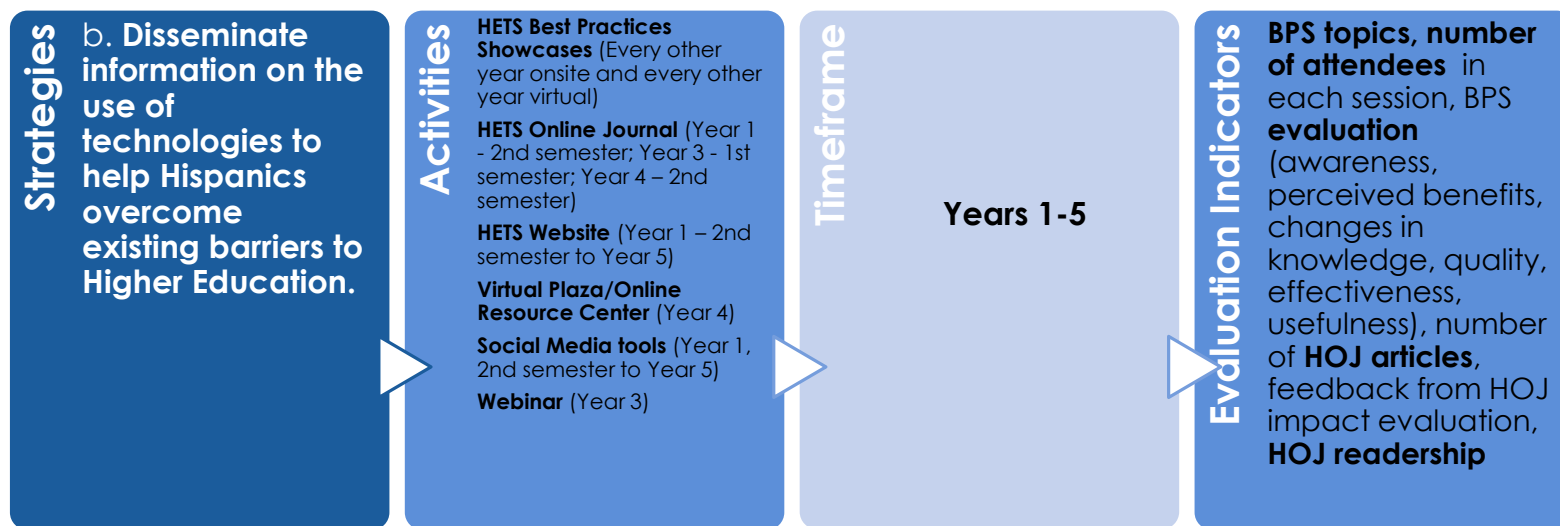 Strategies
b. Disseminate
information on the
use of
technologies to
help Hispanics
overcome
existing barriers to
Higher Education.
Activities
HETS Best Practices
Showcases (Every other
year onsite and every other
year virtual)
HETS Online Journal (Year 1
- 2nd semester; Year 3 - 1st
semester; Year 4 – 2nd
semester)
HETS Website (Year 1 – 2nd
semester to Year 5)
Virtual Plaza/Online
Resource Center (Year 4)
Social Media tools (Year 1,
2nd semester to Year 5)
Webinar (Year 3)
Timeframe
Years 1-5
Evaluation Indicators
BPS topics, number
of attendees in
each session, BPS
evaluation
(awareness,
perceived benefits,
changes in
knowledge, quality,
effectiveness,
usefulness), number
of HOJ articles,
feedback from HOJ
impact evaluation,
HOJ readership